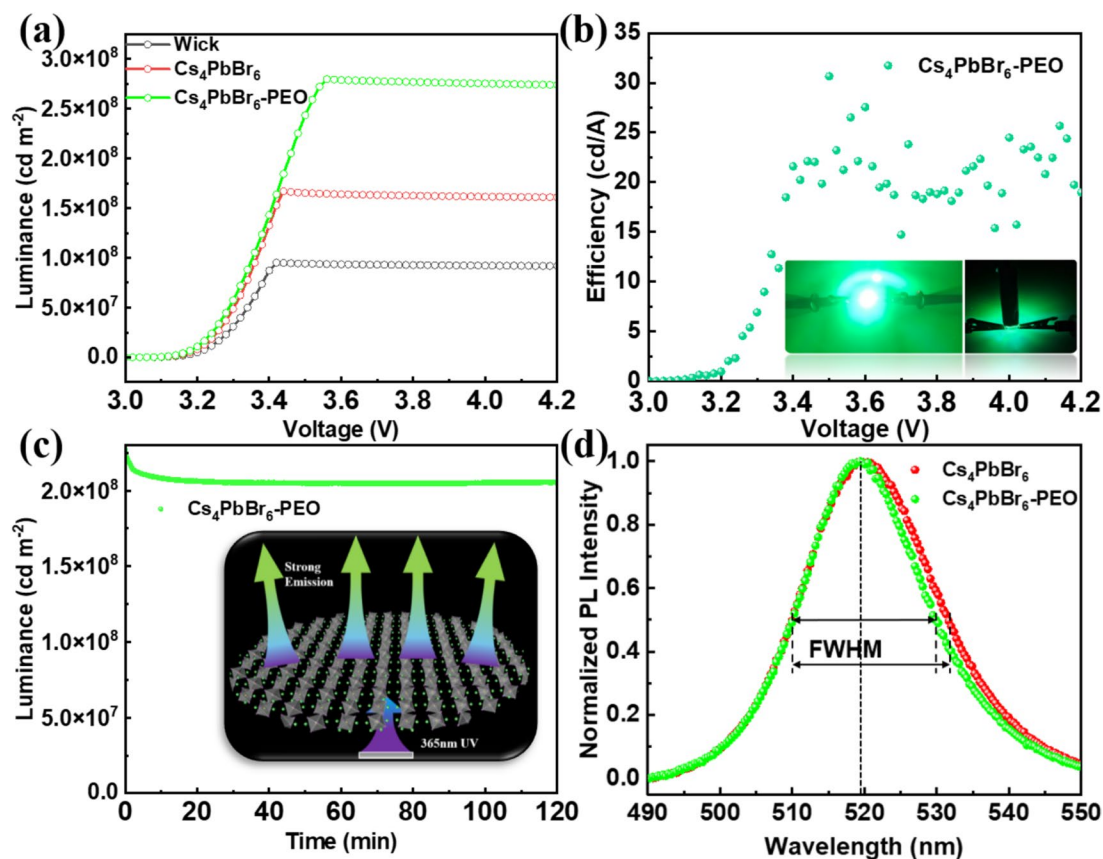 (a)
Wick
Cs₄PbBr₆
Cs₄PbBr₆-PEO
3.0×10⁸
2.5×10⁸
2.0×10⁸
1.5×10⁸
1.0×10⁸
5.0×10⁷
0.0
Luminance (cd m⁻²)
3.0 3.2 3.4 3.6 3.8 4.0 4.2
Voltage (V)
(b)
Cs₄PbBr₆-PEO
35
30
25
20
15
10
5
0
Efficiency (cd/A)
3.0 3.2 3.4 3.6 3.8 4.0 4.2
Voltage (V)
(c)
2.0×10⁸
1.5×10⁸
1.0×10⁸
5.0×10⁷
0.0
Luminance (cd m⁻²)
Cs₄PbBr₆-PEO
Strong
Emission
365nm UV
0 20 40 60 80 100 120
Time (min)
(d)
Cs₄PbBr₆
Cs₄PbBr₆-PEO
1.0
0.8
0.6
0.4
0.2
0.0
Normalized PL Intensity
FWHM
490 500 510 520 530 540 550
Wavelength (nm)